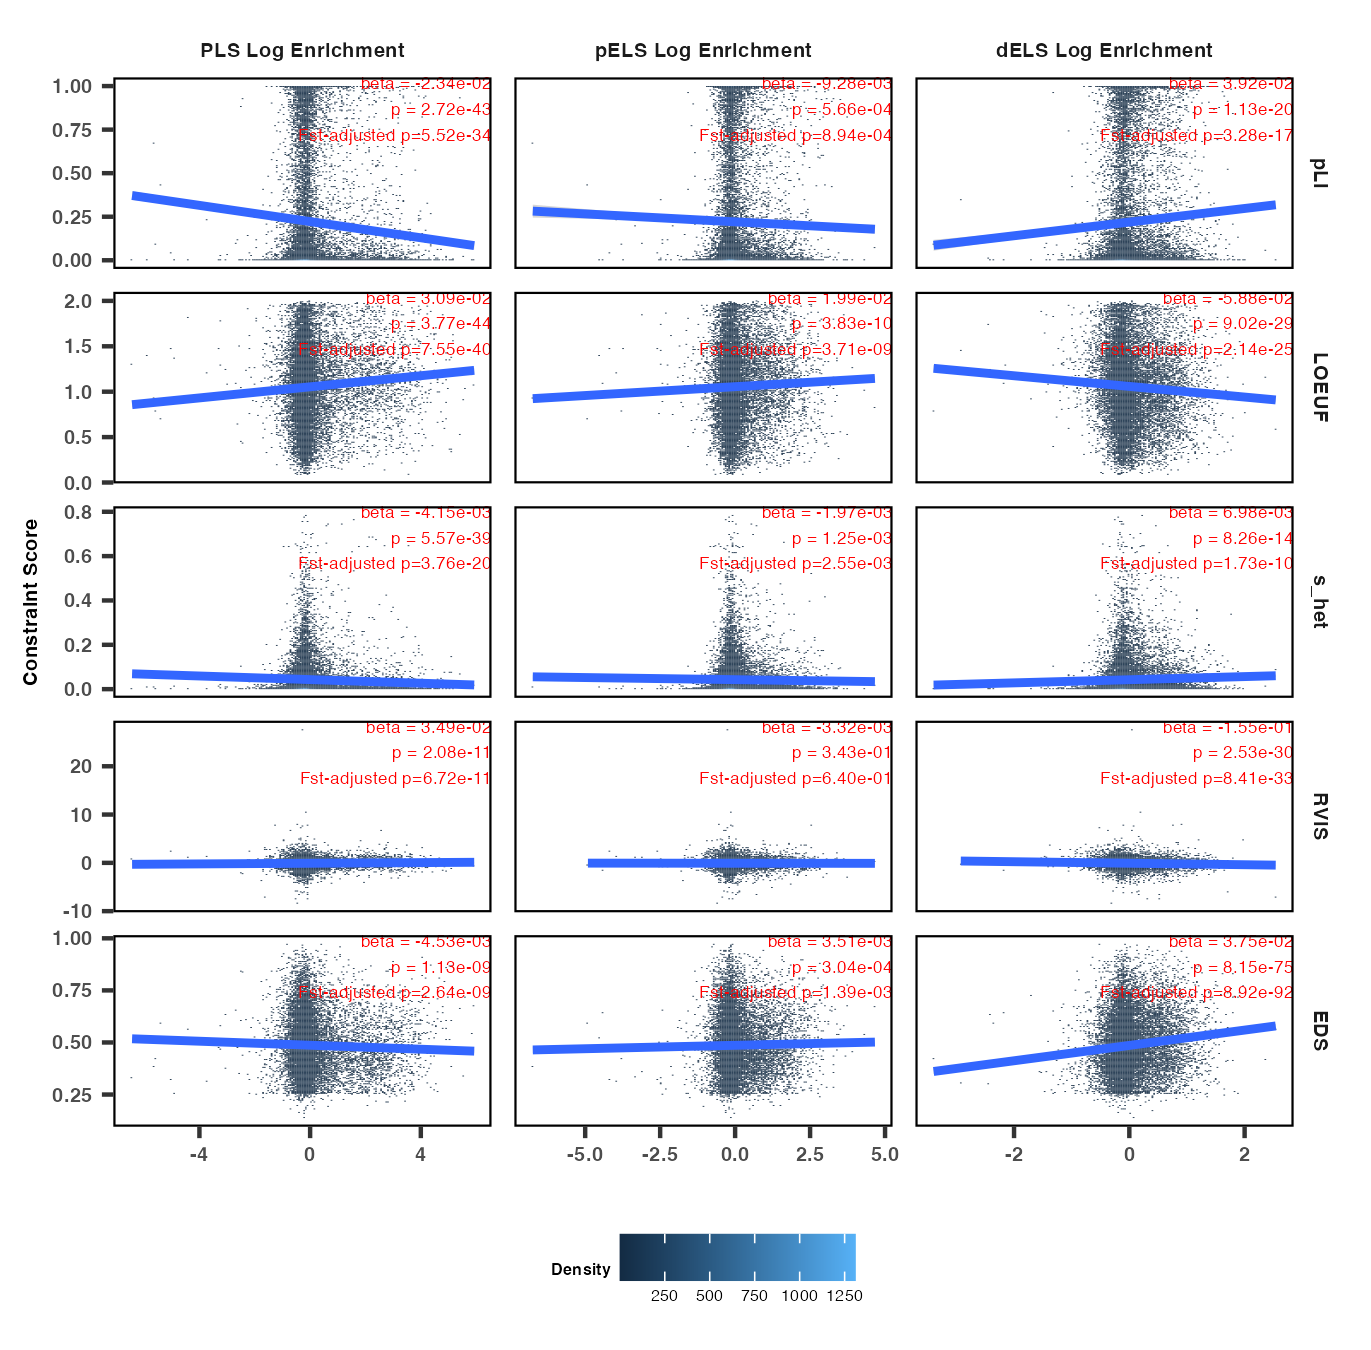 PLS Log Enrichment
pELS Log Enrichment
dELS Log Enrichment
Constraint Score
1.00
0.75
0.50
0.25
0.00
beta = -2.34e-02
p = 2.72e-43
Fst-adjusted p=5.52e-34
beta = -9.28e-03
p = 5.66e-04
Fst-adjusted p=8.94e-04
beta = 3.92e-02
p = 1.13e-20
Fst-adjusted p=3.28e-17
pLI
2.0
1.5
1.0
0.5
0.0
beta = 3.09e-02
p = 3.77e-44
Fst-adjusted p=7.55e-40
beta = 1.99e-02
p = 3.83e-10
Fst-adjusted p=3.71e-09
beta = -5.88e-02
p = 9.02e-29
Fst-adjusted p=2.14e-25
LOEUF
0.8
0.6
0.4
0.2
0.0
beta = -4.15e-03
p = 5.57e-39
Fst-adjusted p=3.76e-20
beta = -1.97e-03
p = 1.25e-03
Fst-adjusted p=2.55e-03
beta = 6.98e-03
p = 8.26e-14
Fst-adjusted p=1.73e-10
s_het
20
10
0
-10
beta = 3.49e-02
p = 2.08e-11
Fst-adjusted p=6.72e-11
beta = -3.32e-03
p = 3.43e-01
Fst-adjusted p=6.40e-01
beta = -1.55e-01
p = 2.53e-30
Fst-adjusted p=8.41e-33
RVIS
1.00
0.75
0.50
0.25
beta = -4.53e-03
p = 1.13e-09
Fst-adjusted p=2.64e-09
beta = 3.51e-03
p = 3.04e-04
Fst-adjusted p=1.39e-03
beta = 3.75e-02
p = 8.15e-75
Fst-adjusted p=8.92e-92
EDS
-4 0 4
-5.0 -2.5 0.0 2.5 5.0
-2 0 2
Density
250 500 750 1000 1250